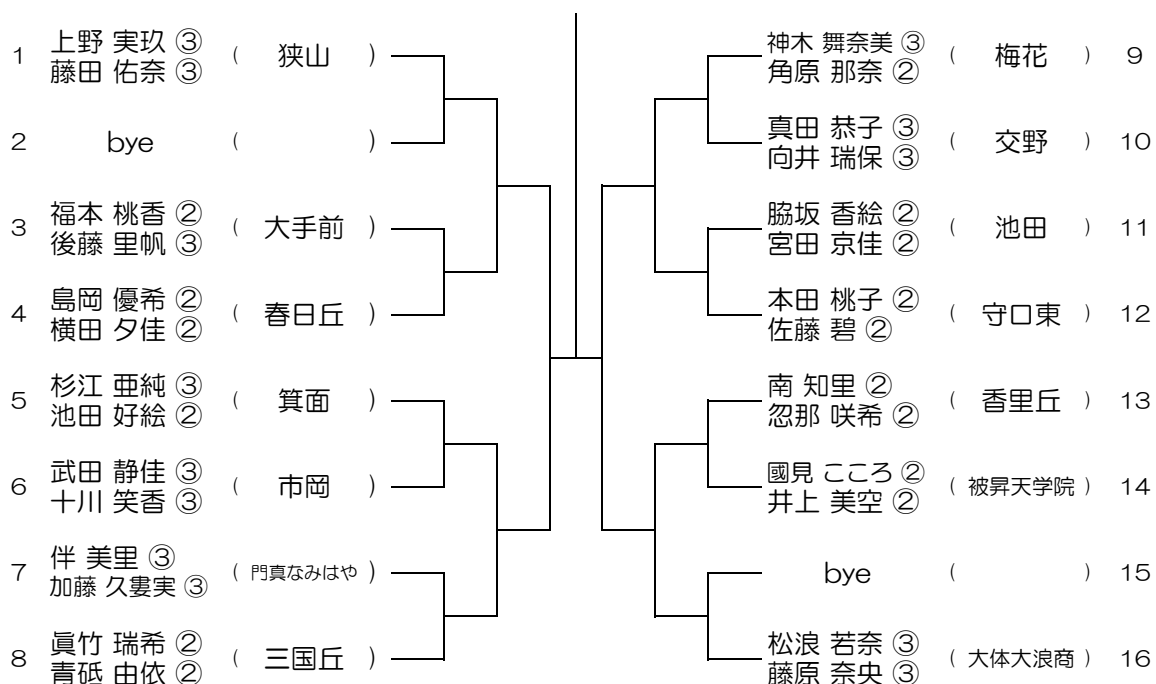 1 上野 実玖 ③ ( 狭山 )
藤田 佑奈 ③
2 bye ( )
3 福本 桃香 ② ( 大手前 )
後藤 里帆 ③
4 島岡 優希 ② ( 春日丘 )
横田 夕佳 ②
5 杉江 亜純 ③ ( 箕面 )
池田 好絵 ②
6 武田 静佳 ③ ( 市岡 )
十川 笑香 ③
7 伴 美里 ③ ( 門真なみはや )
加藤 久婁実 ③
8 眞竹 瑞希 ② ( 三国丘 )
青砥 由依 ②
神木 舞奈美 ③ ( 梅花 ) 9
角原 那奈 ②
真田 恭子 ③ ( 交野 ) 10
向井 瑞保 ③
脇坂 香絵 ② ( 池田 ) 11
宮田 京佳 ②
本田 桃子 ② ( 守口東 ) 12
佐藤 碧 ②
南 知里 ② ( 香里丘 ) 13
忍那 咲希 ②
國見 こころ ② ( 被昇天学院 ) 14
井上 美空 ②
bye ( ) 15
松浪 若奈 ③ ( 大体大浪商 ) 16
藤原 奈央 ③